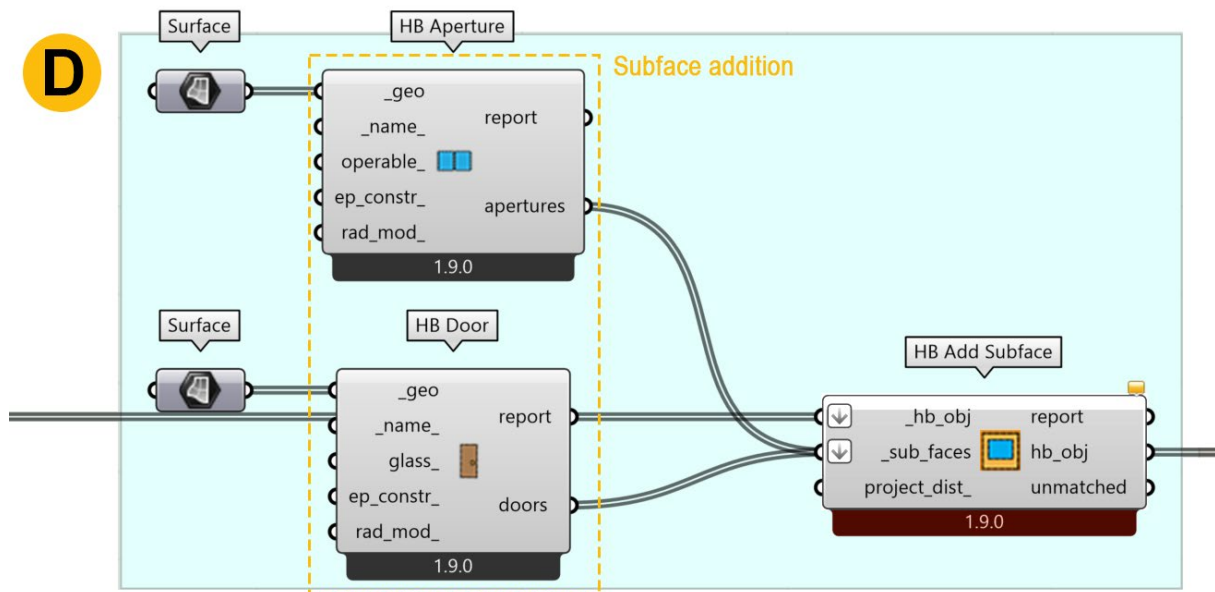 D
Surface
HB Aperture
Subface addition
_geo
_name_
operable_
ep_constr_
rad_mod_
report
apertures
1.9.0
Surface
HB Door
_geo
_name_
glass_
ep_constr_
rad_mod_
report
doors
1.9.0
HB Add Subface
_hb_obj
_sub_faces
project_dist_
report
hb_obj
unmatched
1.9.0